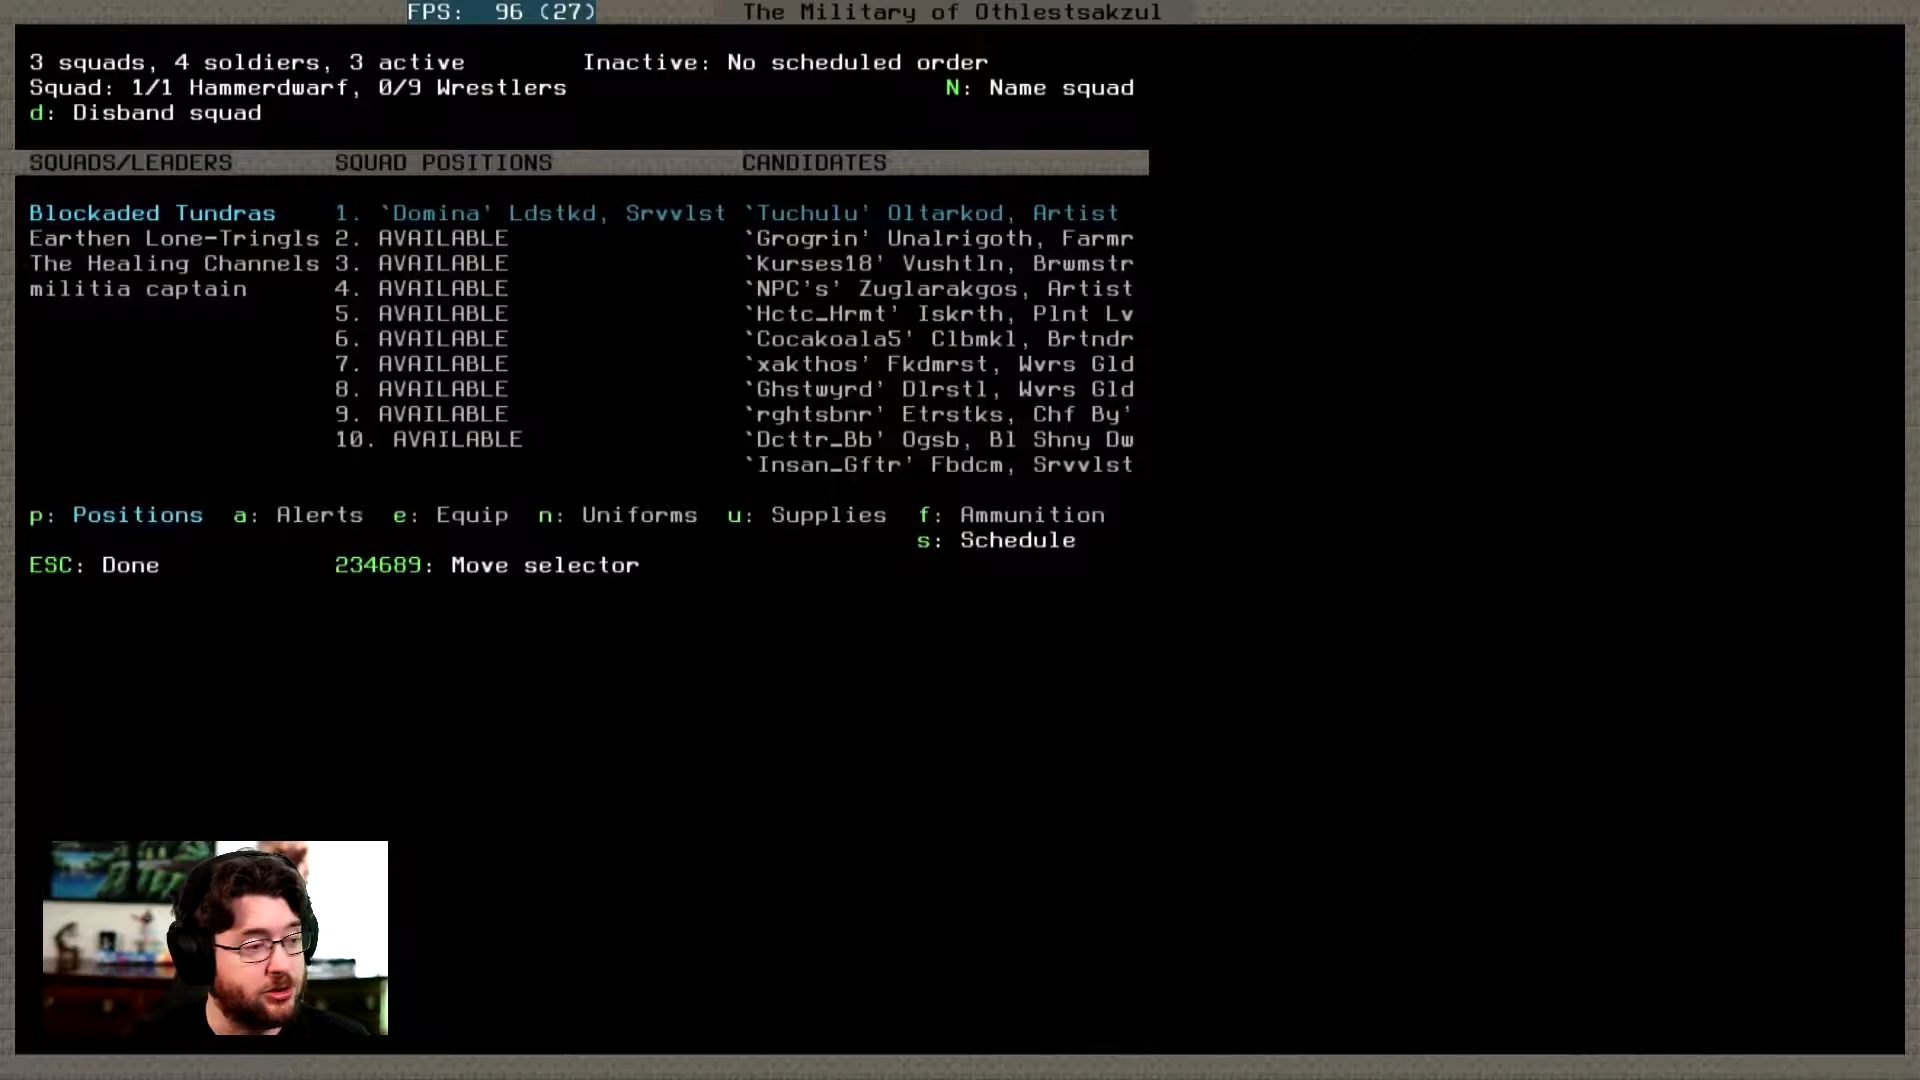 FPS:  96 (27)
The Military of Othlestsakzul
3 squads, 4 soldiers, 3 active
Inactive: No scheduled order
Squad: 1/1 Hammerdwarf, 0/9 Wrestlers
N: Name squad
d: Disband squad
SQUADS/LEADERS
SQUAD POSITIONS
CANDIDATES
Blockaded Tundras
1. `Domina' Ldstkd, Srvvlst
`Tuchulu' Oltarkod, Artist
Earthen Lone-Tringls
2. AVAILABLE
`Grogrin' Unalrigoth, Farmr
The Healing Channels
3. AVAILABLE
`Kurses18' Vushtln, Brwmstr
militia captain
4. AVAILABLE
`NPC's' Zuglarakgos, Artist
5. AVAILABLE
`Hctc_Hrmt' Iskrth, Plnt Lv
6. AVAILABLE
`Cocakoala5' Clbmkl, Brtndr
7. AVAILABLE
`xakthos' Fkdmrst, Wvrs Gld
8. AVAILABLE
`Ghstwyrd' Dlrstl, Wvrs Gld
9. AVAILABLE
`rghtsbnr' Etrstks, Chf By'
10. AVAILABLE
`Dcttr_Bb' Ogsb, Bl Shny Dw
`Insan_Gftr' Fbdcm, Srvvlst
p: Positions  a: Alerts  e: Equip  n: Uniforms  u: Supplies  f: Ammunition
s: Schedule
ESC: Done
234689: Move selector